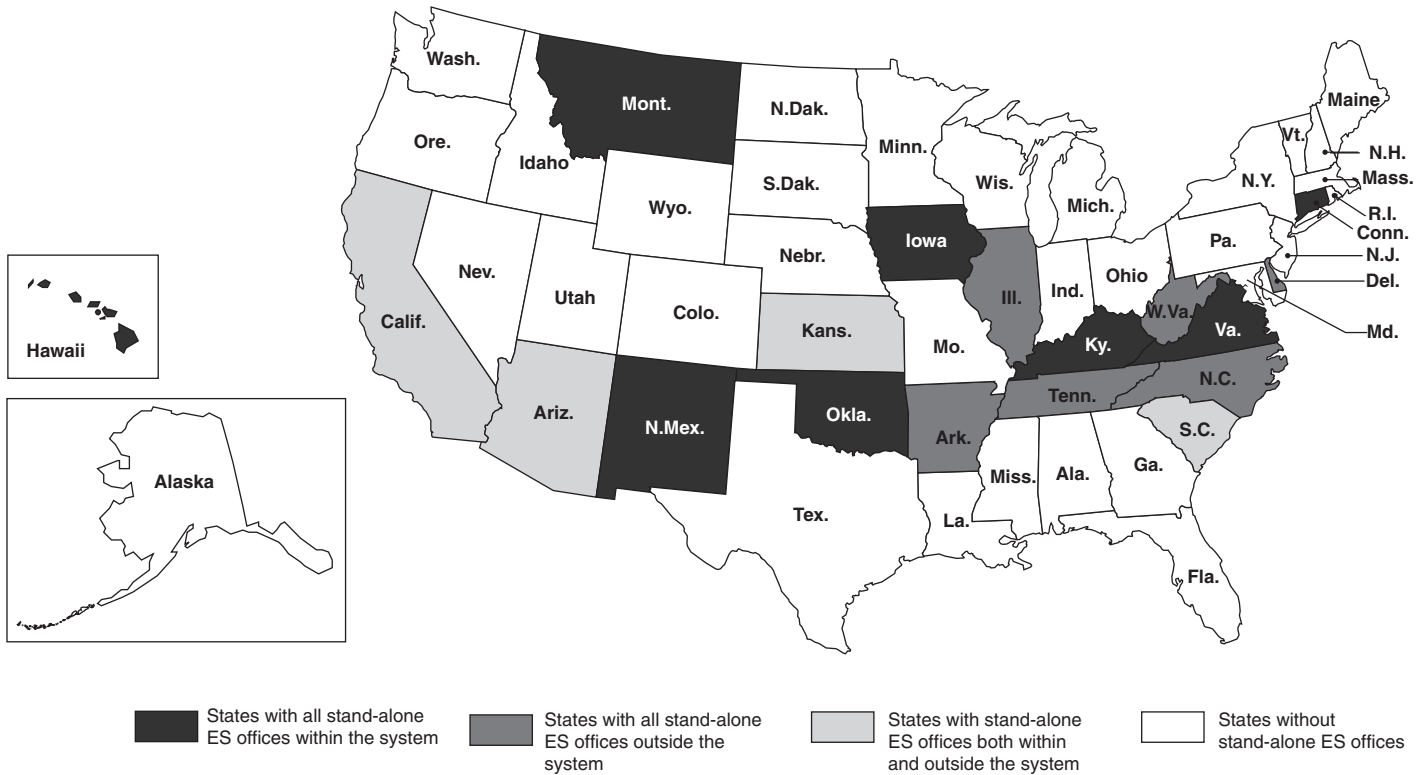 Wash.
Mont.
N.Dak.
Minn.
Maine
Vt.
N.H.
Ore.
Idaho
S.Dak.
Wis.
Mich.
N.Y.
Mass.
R.I.
Conn.
Wyo.
Iowa
Pa.
N.J.
Del.
Nev.
Nebr.
Ill.
Ind.
Ohio
W.Va.
Va.
Md.
Utah
Colo.
Calif.
Kans.
Mo.
Ky.
Hawaii
Ariz.
N.Mex.
Okla.
Ark.
Tenn.
N.C.
S.C.
Alaska
Tex.
La.
Miss.
Ala.
Ga.
Fla.
States with all stand-alone
ES offices within the system
States with all stand-alone
ES offices outside the
system
States with stand-alone
ES offices both within
and outside the system
States without
stand-alone ES offices